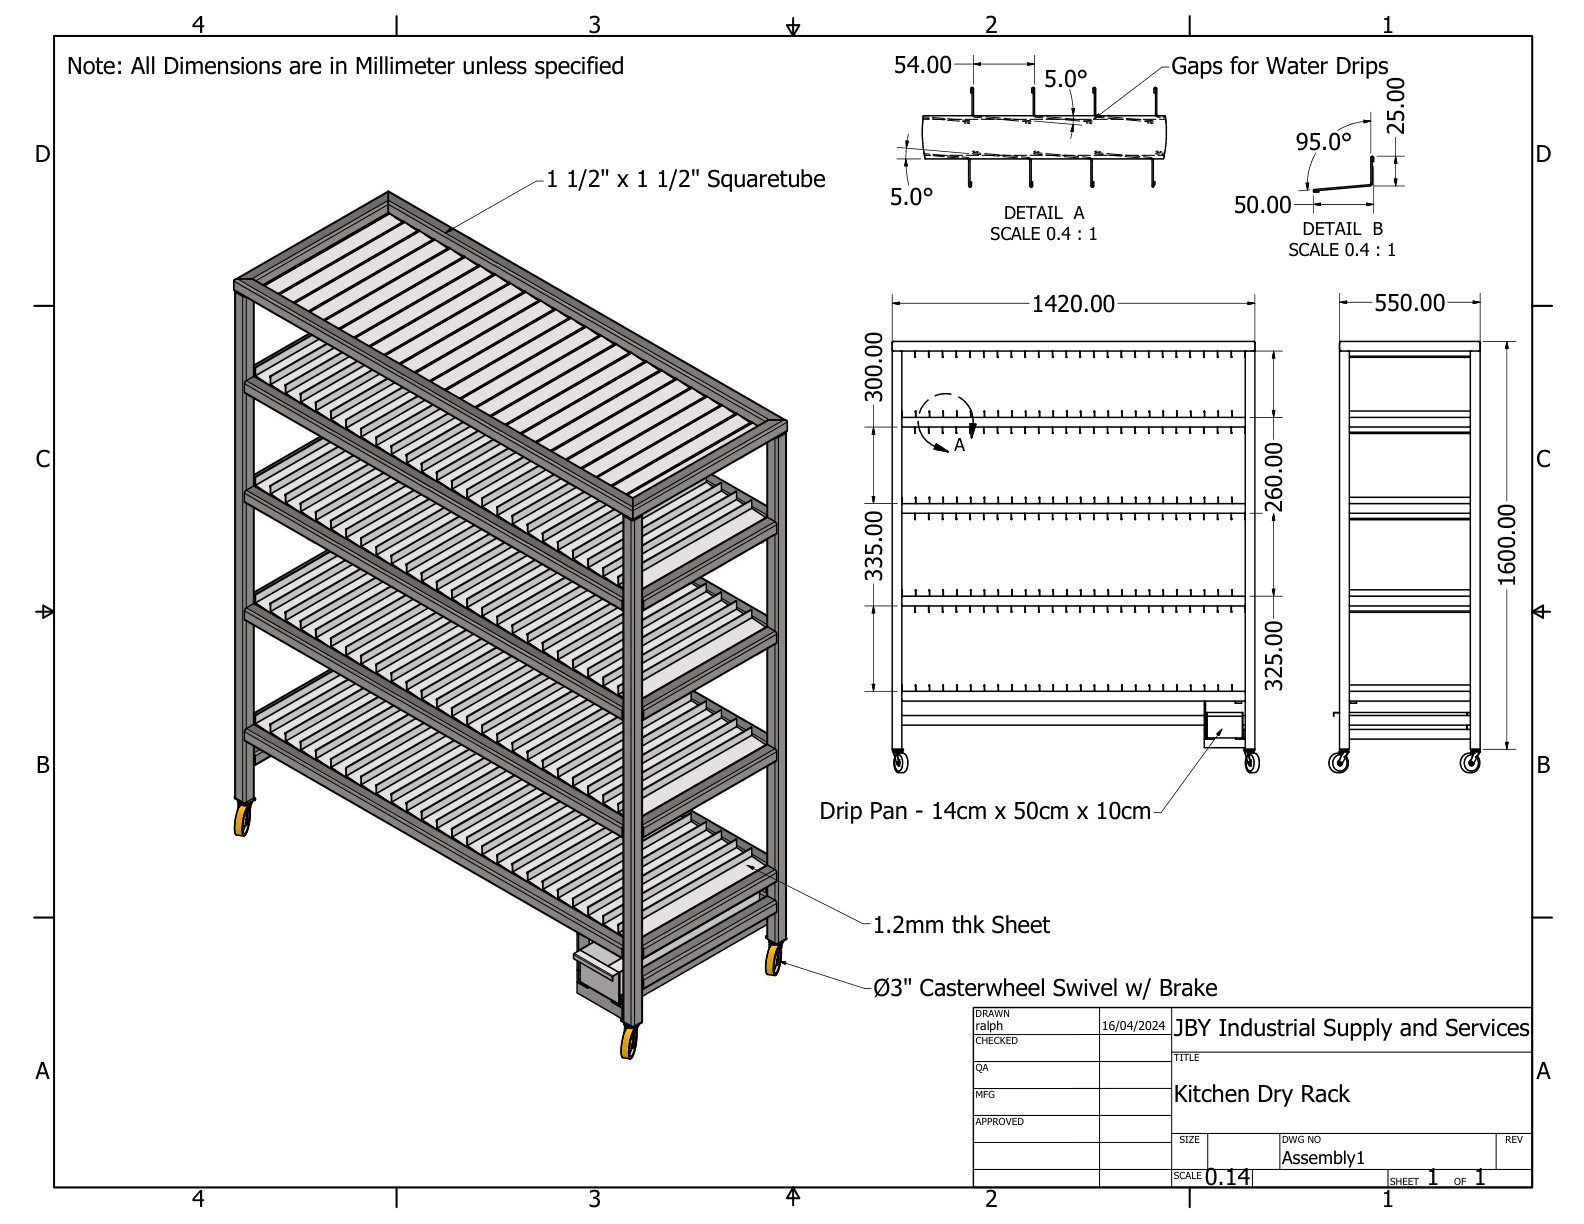 4 3 2 1
Note: All Dimensions are in Millimeter unless specified
54.00
5.0°
Gaps for Water Drips
25.00
95.0°
D
D
5.0°
50.00
DETAIL A
SCALE 0.4 : 1
DETAIL B
SCALE 0.4 : 1
1 1/2" x 1 1/2" Squaretube
1420.00
550.00
300.00
A
260.00
C
C
335.00
1600.00
325.00
B
B
Drip Pan - 14cm x 50cm x 10cm
1.2mm thk Sheet
Ø3" Casterwheel Swivel w/ Brake
A
A
DRAWN
ralph
16/04/2024
JBY Industrial Supply and Services
CHECKED
QA
MFG
APPROVED
TITLE
Kitchen Dry Rack
SIZE
DWG NO
Assembly1
REV
SCALE 0.14
SHEET 1 OF 1
4 3 2 1